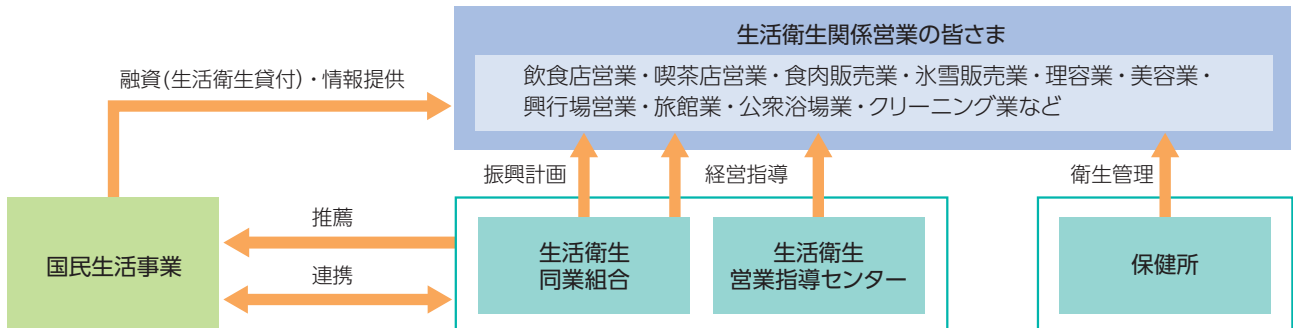 生活衛生関係営業の皆さま
融資(生活衛生貸付)・情報提供
飲食店営業・喫茶店営業・食肉販売業・氷雪販売業・理容業・美容業・
興行場営業・旅館業・公衆浴場業・クリーニング業など
振興計画
経営指導
衛生管理
推薦
連携
国民生活事業
生活衛生
同業組合
生活衛生
営業指導センター
保健所